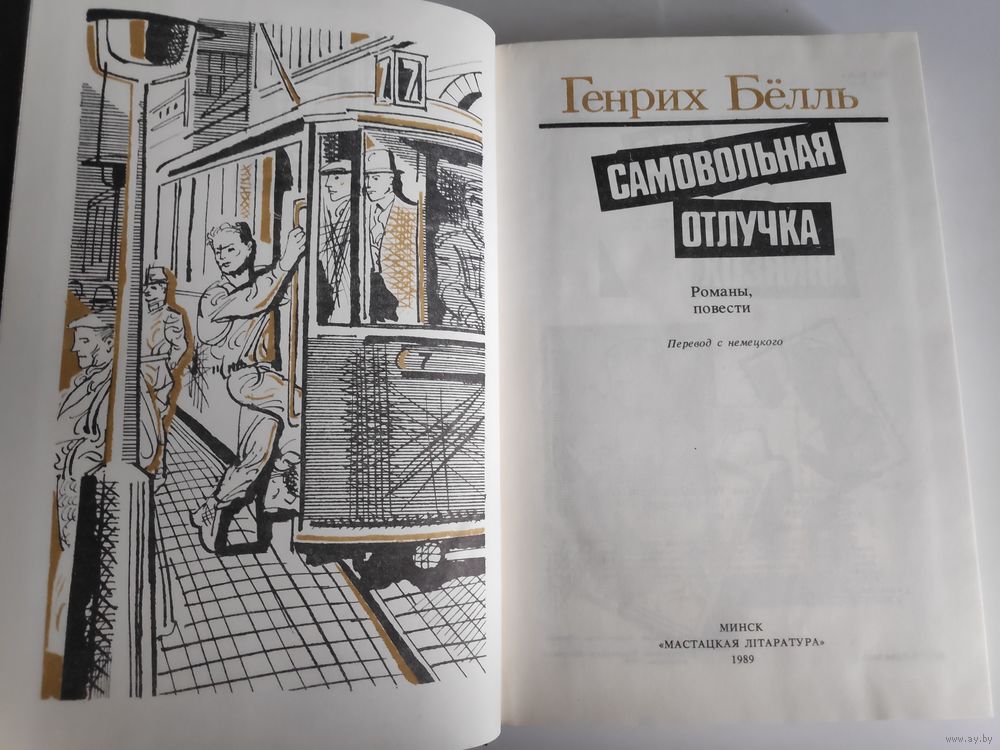 17
7
Генрих Бёлль
САМОВОЛЬНАЯ
ОТЛУЧКА
Романы,
повести
Перевод с немецкого
МИНСК
«МАСТАЦКАЯ ЛІТАРАТУРА»
1989
www.ay.by